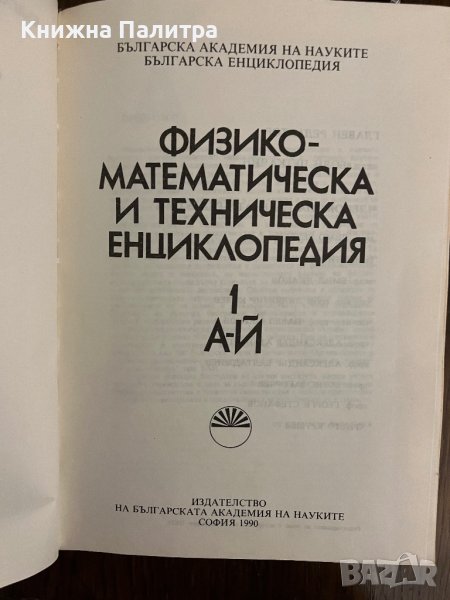 Книжна Палитра
БЪЛГАРСКА АКАДЕМИЯ НА НАУКИТЕ
БЪЛГАРСКА ЕНЦИКЛОПЕДИЯ
ФИЗИКО-
МАТЕМАТИЧЕСКА
И ТЕХНИЧЕСКА
ЕНЦИКЛОПЕДИЯ
1
А-Й
ИЗДАТЕЛСТВО
НА БЪЛГАРСКАТА АКАДЕМИЯ НА НАУКИТЕ
СОФИЯ 1990
BAZAR